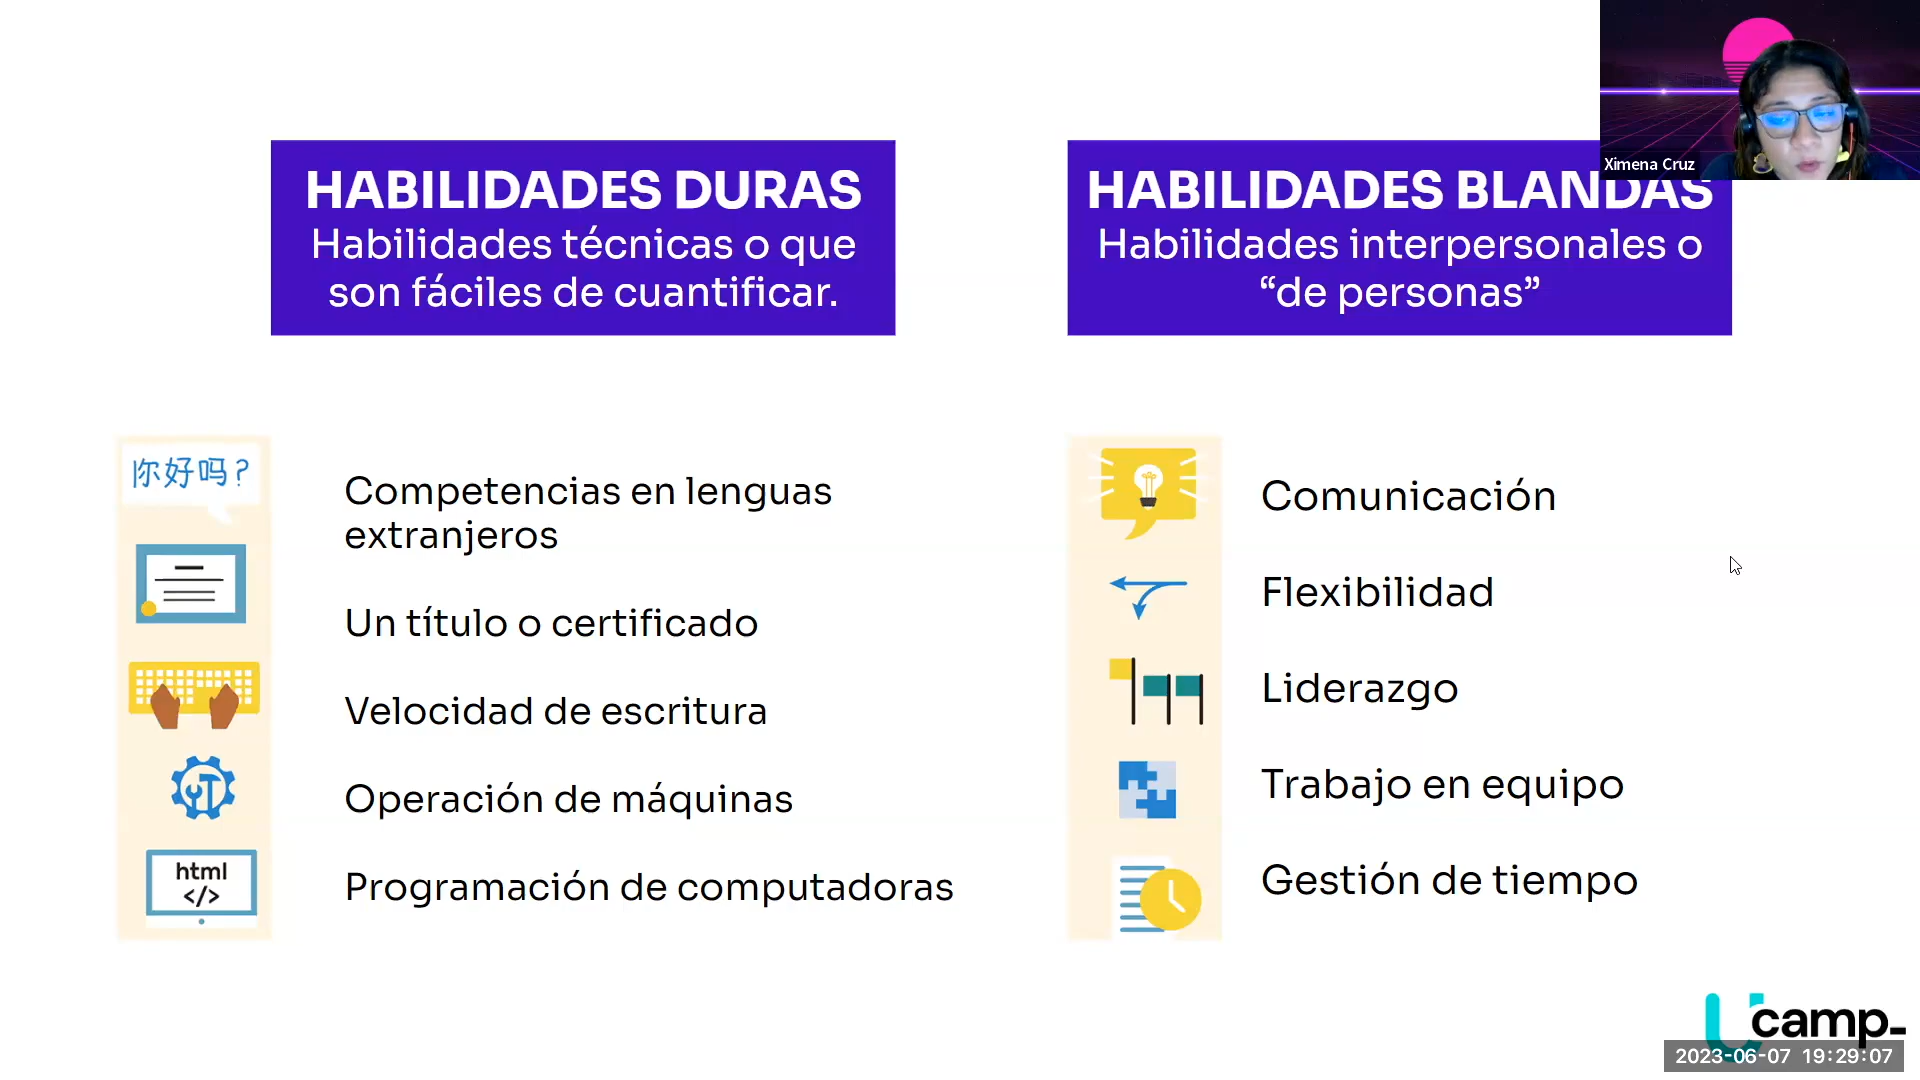 HABILIDADES DURAS
Habilidades técnicas o que
son fáciles de cuantificar.
HABILIDADES BLANDAS
Habilidades interpersonales o
“de personas”
Ximena Cruz
你好吗？
html
</>
Competencias en lenguas
extranjeros
Un título o certificado
Velocidad de escritura
Operación de máquinas
Programación de computadoras
Comunicación
Flexibilidad
Liderazgo
Trabajo en equipo
Gestión de tiempo
Ucamp_
2023-06-07 19:29:07